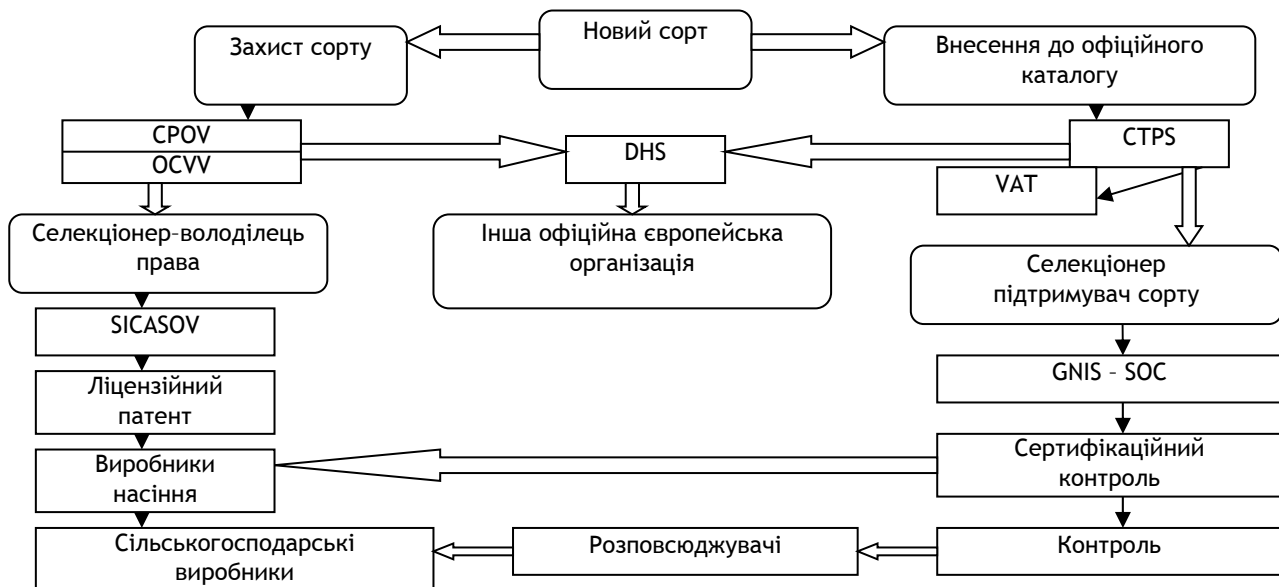 Захист сорту
Новий сорт
Внесення до офіційного
каталогу
CPOV
OCVV
DHS
CTPS
VAT
Селекціонер-володілець
права
Інша офіційна європейська
організація
Селекціонер
підтримувач сорту
SICASOV
GNIS - SOC
Ліцензійний
патент
Виробники
насіння
Сертифікаційний
контроль
Сільськогосподарські
виробники
Розповсюджувачі
Контроль